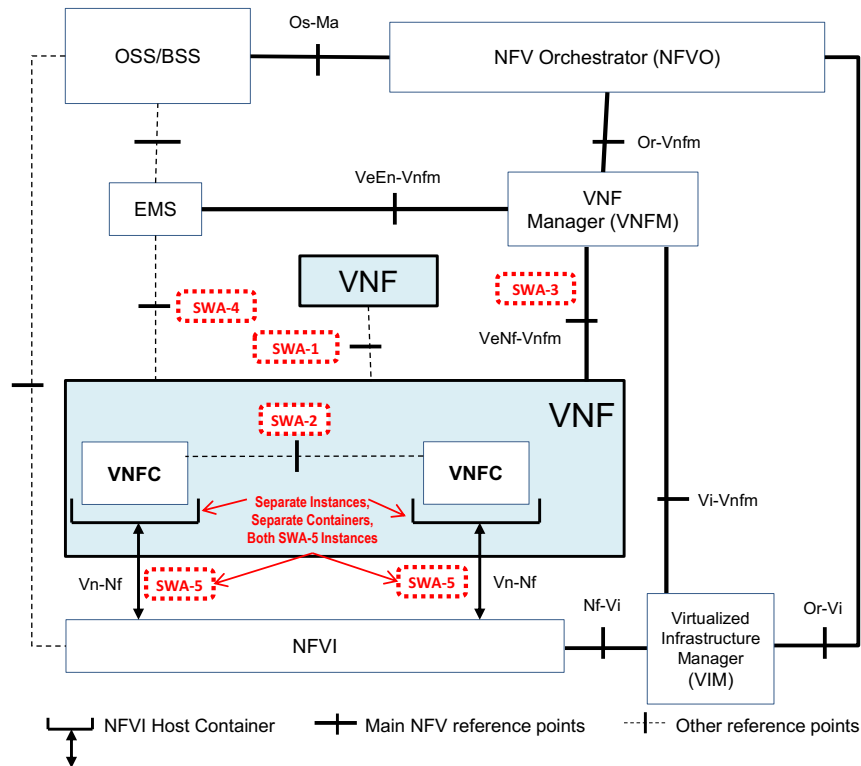 Os-Ma
OSS/BSS
NFV Orchestrator (NFVO)
Or-Vnfm
VeEn-Vnfm
EMS
VNF
Manager (VNFM)
VNF
SWA-3
SWA-4
SWA-1
VeNf-Vnfm
VNF
SWA-2
VNFC
VNFC
Separate Instances,
Separate Containers,
Both SWA-5 Instances
Vi-Vnfm
Vn-Nf
SWA-5
SWA-5
Vn-Nf
Nf-Vi
Or-Vi
NFVI
Virtualized
Infrastructure
Manager
(VIM)
NFVI Host Container
Main NFV reference points
Other reference points